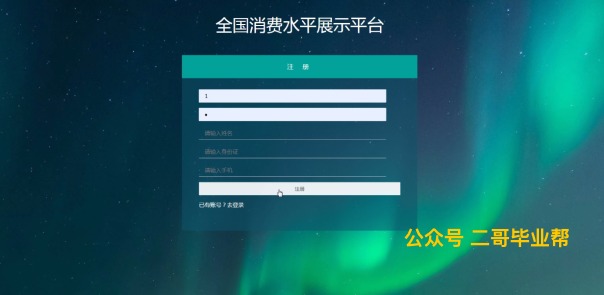 全国消费水平展示平台
注 册
1
•
请输入姓名
请输入身份证
请输入手机
注册
已有账号？去登录
公众号 二哥毕业帮